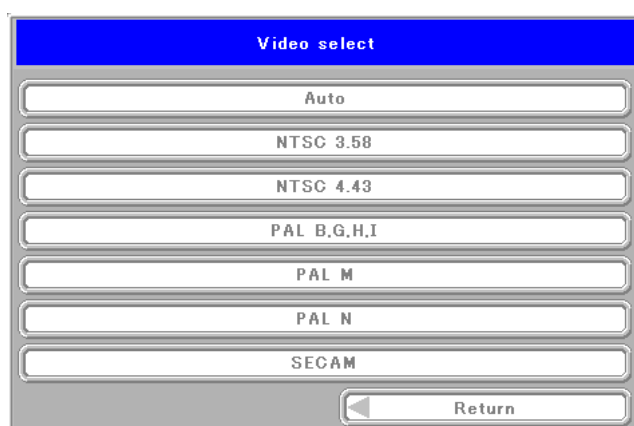 Video select
Auto
NTSC 3.58
NTSC 4.43
PAL B,G,H,I
PAL M
PAL N
SECAM
Return